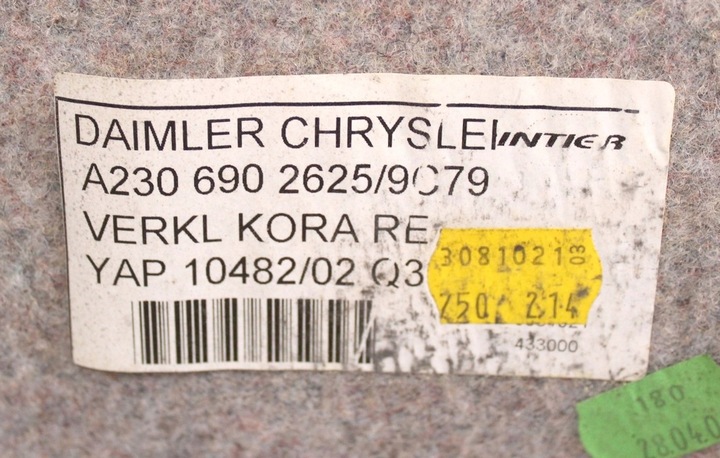 DAIMLER CHRYSLE INTIER
A230 690 2625/9C79
VERKL KORA RE
YAP 10482/02 Q3
30810218 03
250 214
433000
180
28040